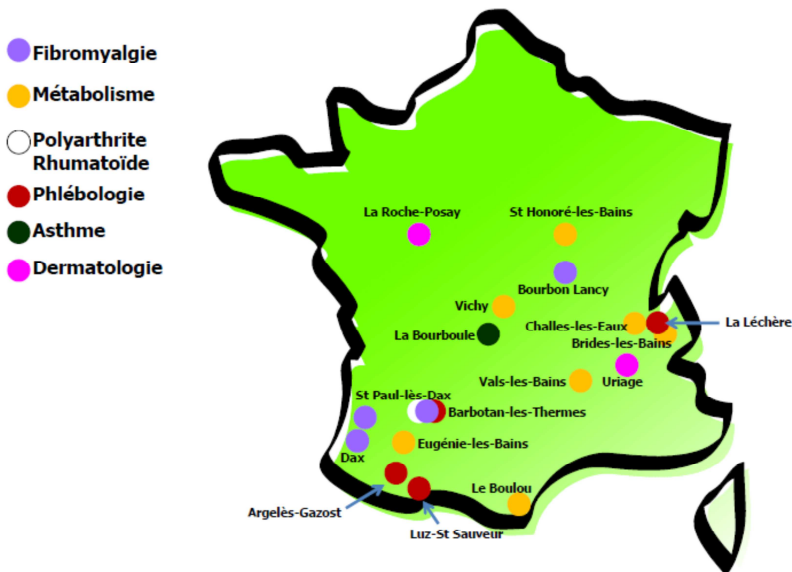 Fibromyalgie
Métabolisme
Polyarthrite
Rhumatoïde
Phlébologie
Asthme
Dermatologie
La Roche-Posay
St Honoré-les-Bains
Bourbon Lancy
Vichy
La Bourboule
Challes-les-Eaux
La Léchère
Brides-les-Bains
Vals-les-Bains
Uriage
St Paul-lès-Dax
Barbotan-les-Thermes
Dax
Eugénie-les-Bains
Le Boulou
Argelès-Gazost
Luz-St Sauveur